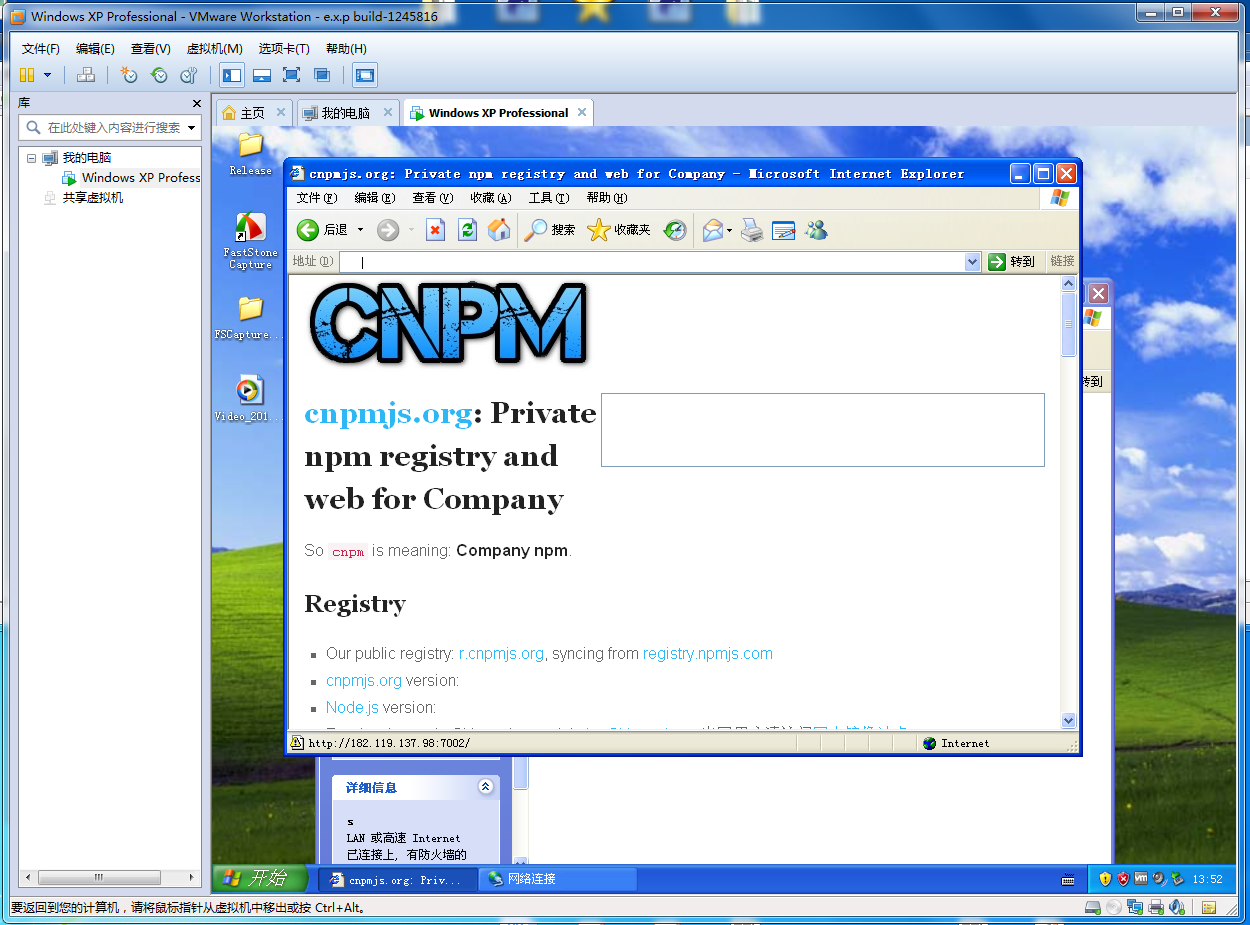 Windows XP Professional - VMware Workstation - e.x.p build-1245816
文件(F) 编辑(E) 查看(V) 虚拟机(M) 选项卡(T) 帮助(H)
库
在此处键入内容进行搜索
我的电脑
Windows XP Profess
共享虚拟机
主页
我的电脑
Windows XP Professional
Release
FastStone
Capture
FSCapture...
Video_201...
cnpmjs.org: Private npm registry and web for Company - Microsoft Internet Explorer
文件(F) 编辑(E) 查看(V) 收藏(A) 工具(T) 帮助(H)
后退 搜索 收藏夹
地址(D) 转到 链接
转到
CNPM
cnpmjs.org: Private
npm registry and
web for Company
So cnpm is meaning: Company npm.
Registry
Our public registry: r.cnpmjs.org, syncing from registry.npmjs.com
cnpmjs.org version:
Node.js version:
http://182.119.137.98:7002/ Internet
详细信息
s
LAN 或高速 Internet
已连接上, 有防火墙的
开始 cnpmjs.org: Priv... 网络连接 13:52
要返回到您的计算机，请将鼠标指针从虚拟机中移出或按 Ctrl+Alt。